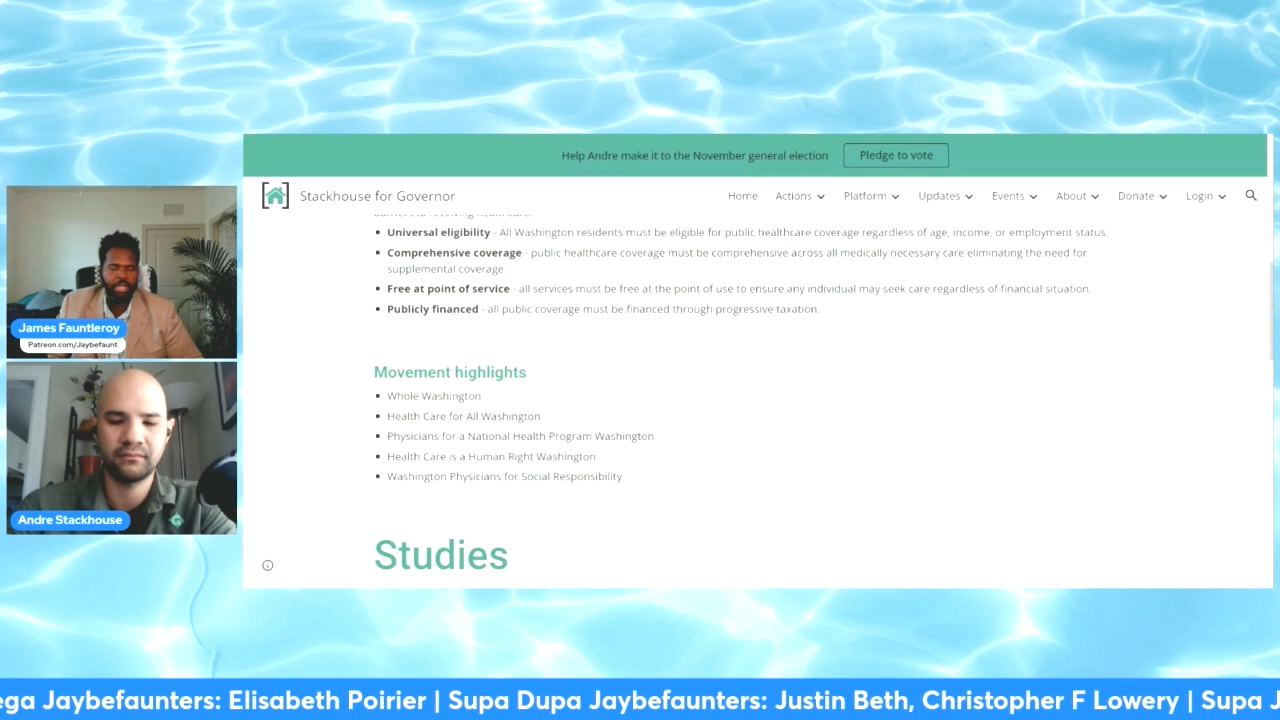 Help Andre make it to the November general election
Pledge to vote
Stackhouse for Governor
Home Actions Platform Updates Events About Donate Login
barriers to receiving healthcare.
Universal eligibility - All Washington residents must be eligible for public healthcare coverage regardless of age, income, or employment status.
Comprehensive coverage - public healthcare coverage must be comprehensive across all medically necessary care eliminating the need for
supplemental coverage.
Free at point of service - all services must be free at the point of use to ensure any individual may seek care regardless of financial situation.
Publicly financed - all public coverage must be financed through progressive taxation.
Movement highlights
Whole Washington
Health Care for All Washington
Physicians for a National Health Program Washington
Health Care is a Human Right Washington
Washington Physicians for Social Responsibility
Studies
James Fauntleroy
Patreon.com/Jaybefaunt
Andre Stackhouse
ega Jaybefaunters: Elisabeth Poirier | Supa Dupa Jaybefaunters: Justin Beth, Christopher F Lowery | Supa J